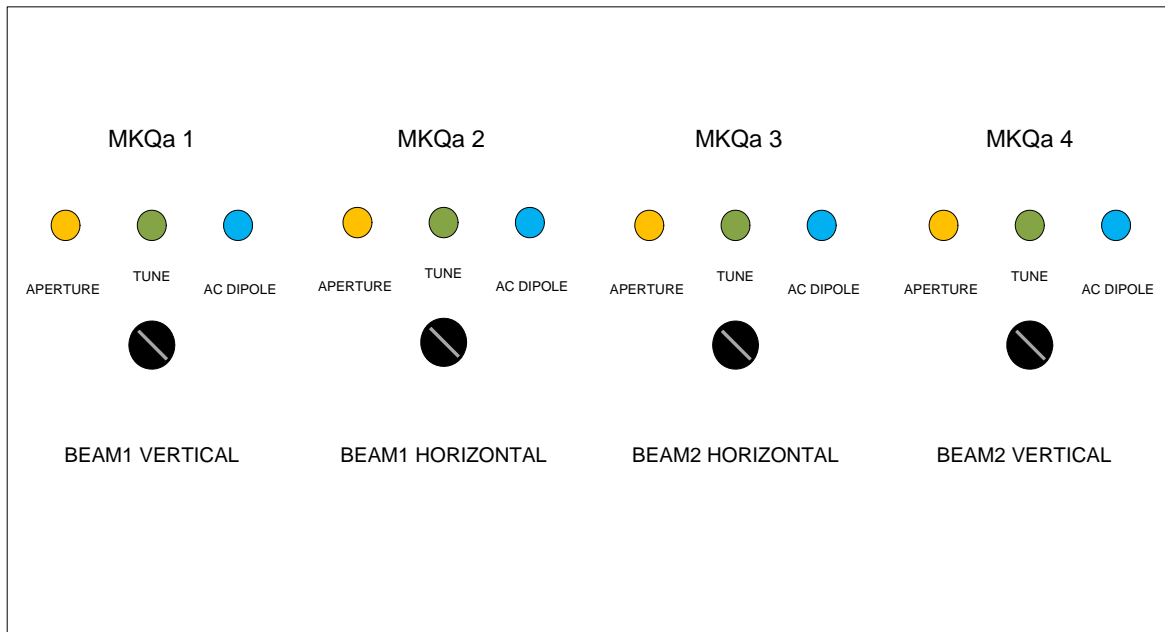 MKQa 1
MKQa 2
MKQa 3
MKQa 4
TUNE
TUNE
TUNE
TUNE
APERTURE
AC DIPOLE
APERTURE
AC DIPOLE
APERTURE
AC DIPOLE
APERTURE
AC DIPOLE
BEAM1 VERTICAL
BEAM1 HORIZONTAL
BEAM2 HORIZONTAL
BEAM2 VERTICAL